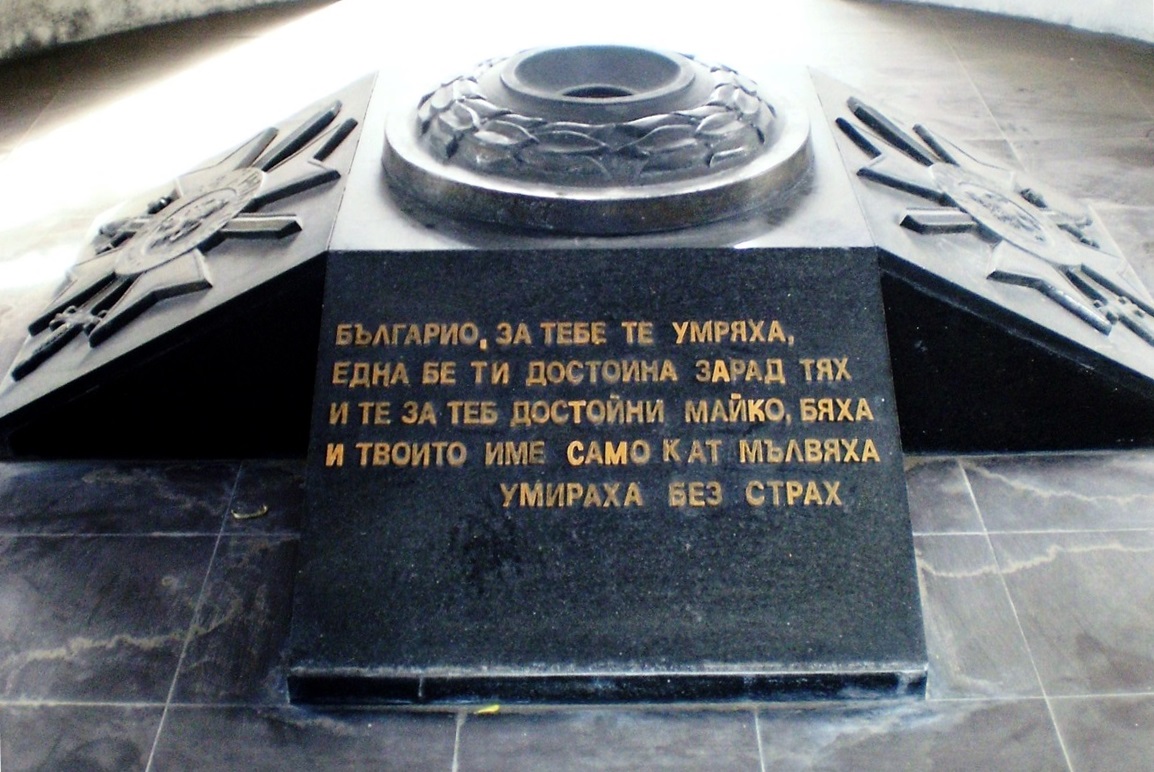 БЪЛГАРИО, ЗА ТЕБЕ ТЕ УМРЯХА,
ЕДНА БЕ ТИ ДОСТОЙНА ЗАРАД ТЯХ
И ТЕ ЗА ТЕБ ДОСТОЙНИ МАЙКО, БЯХА
И ТВОИТО ИМЕ САМО КАТ МЪЛВЯХА
УМИРАХА БЕЗ СТРАХ